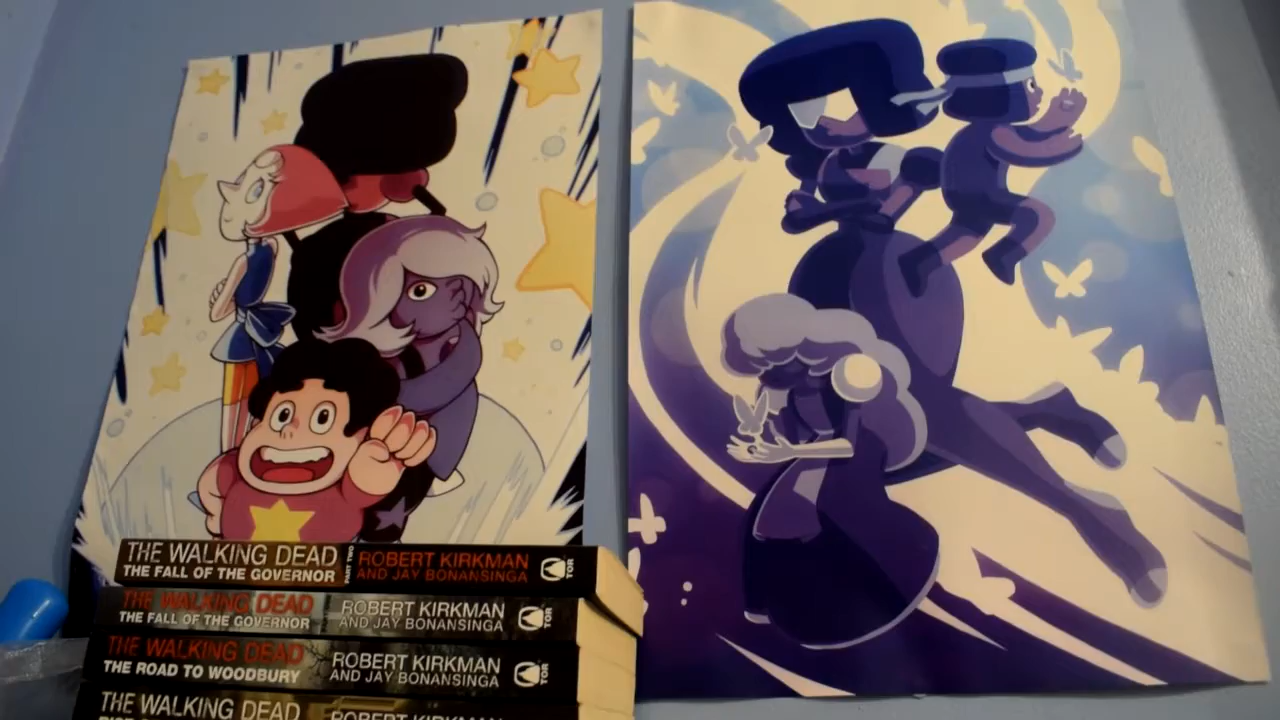 THE WALKING DEAD
THE FALL OF THE GOVERNOR
PART TWO
ROBERT KIRKMAN
AND JAY BONANSINGA
TOR
THE WALKING DEAD
THE FALL OF THE GOVERNOR
ROBERT KIRKMAN
AND JAY BONANSINGA
TOR
THE WALKING DEAD
THE ROAD TO WOODBURY
ROBERT KIRKMAN
AND JAY BONANSINGA
TOR
THE WALKING DEAD
ROBERT KIRKMAN